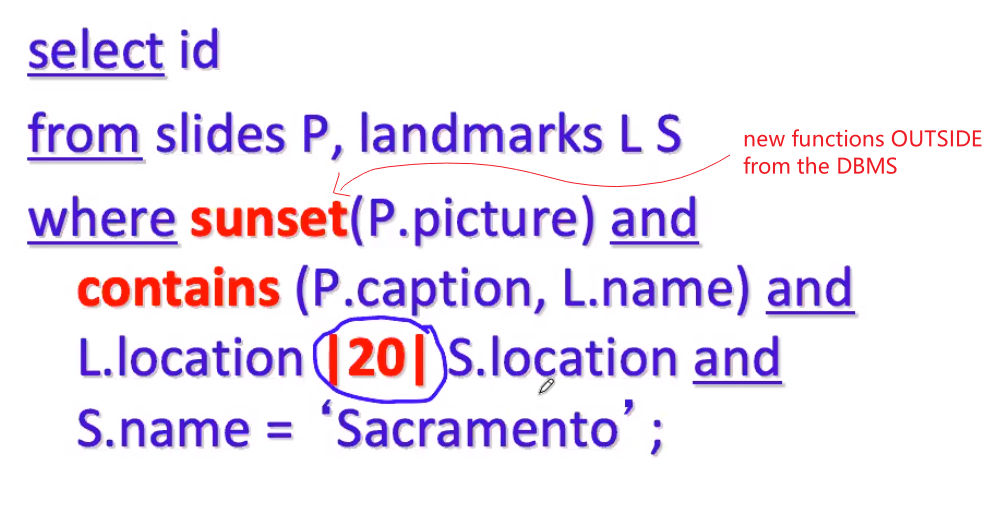 select id
from slides P, landmarks L S
new functions OUTSIDE
from the DBMS
where sunset(P.picture) and
contains (P.caption, L.name) and
L.location |20| S.location and
S.name = ‘Sacramento’ ;